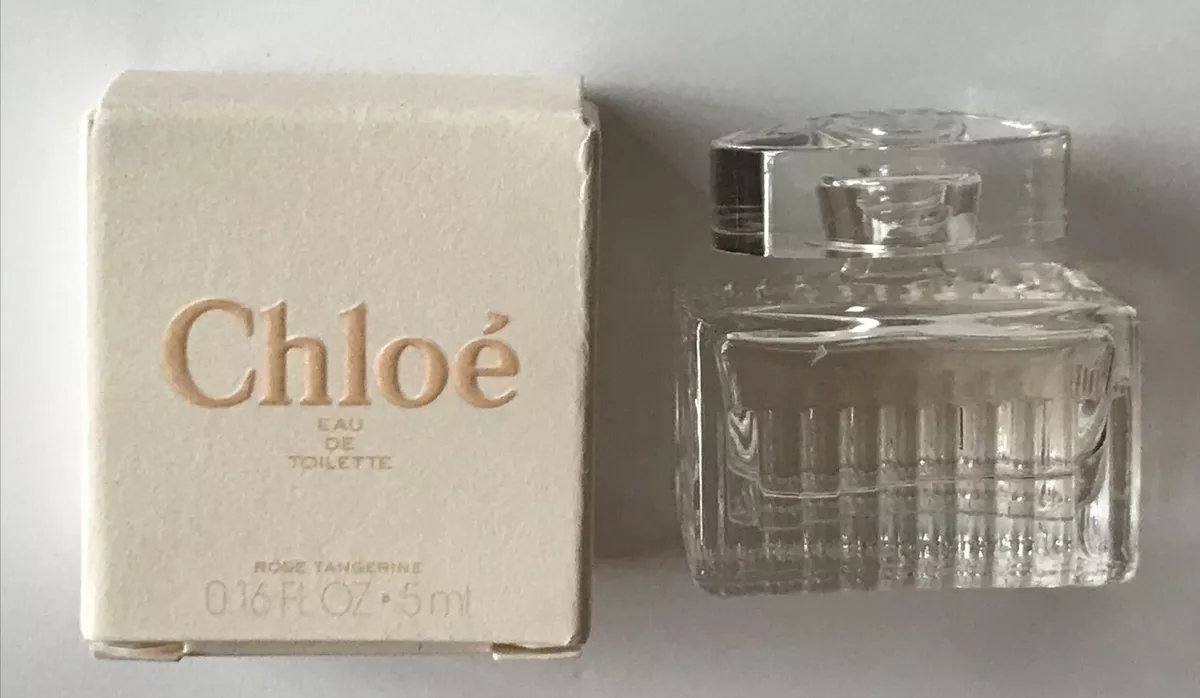 Chloé
EAU
DE
TOILETTE
ROSE TANGERINE
0.16 FL OZ • 5 ml